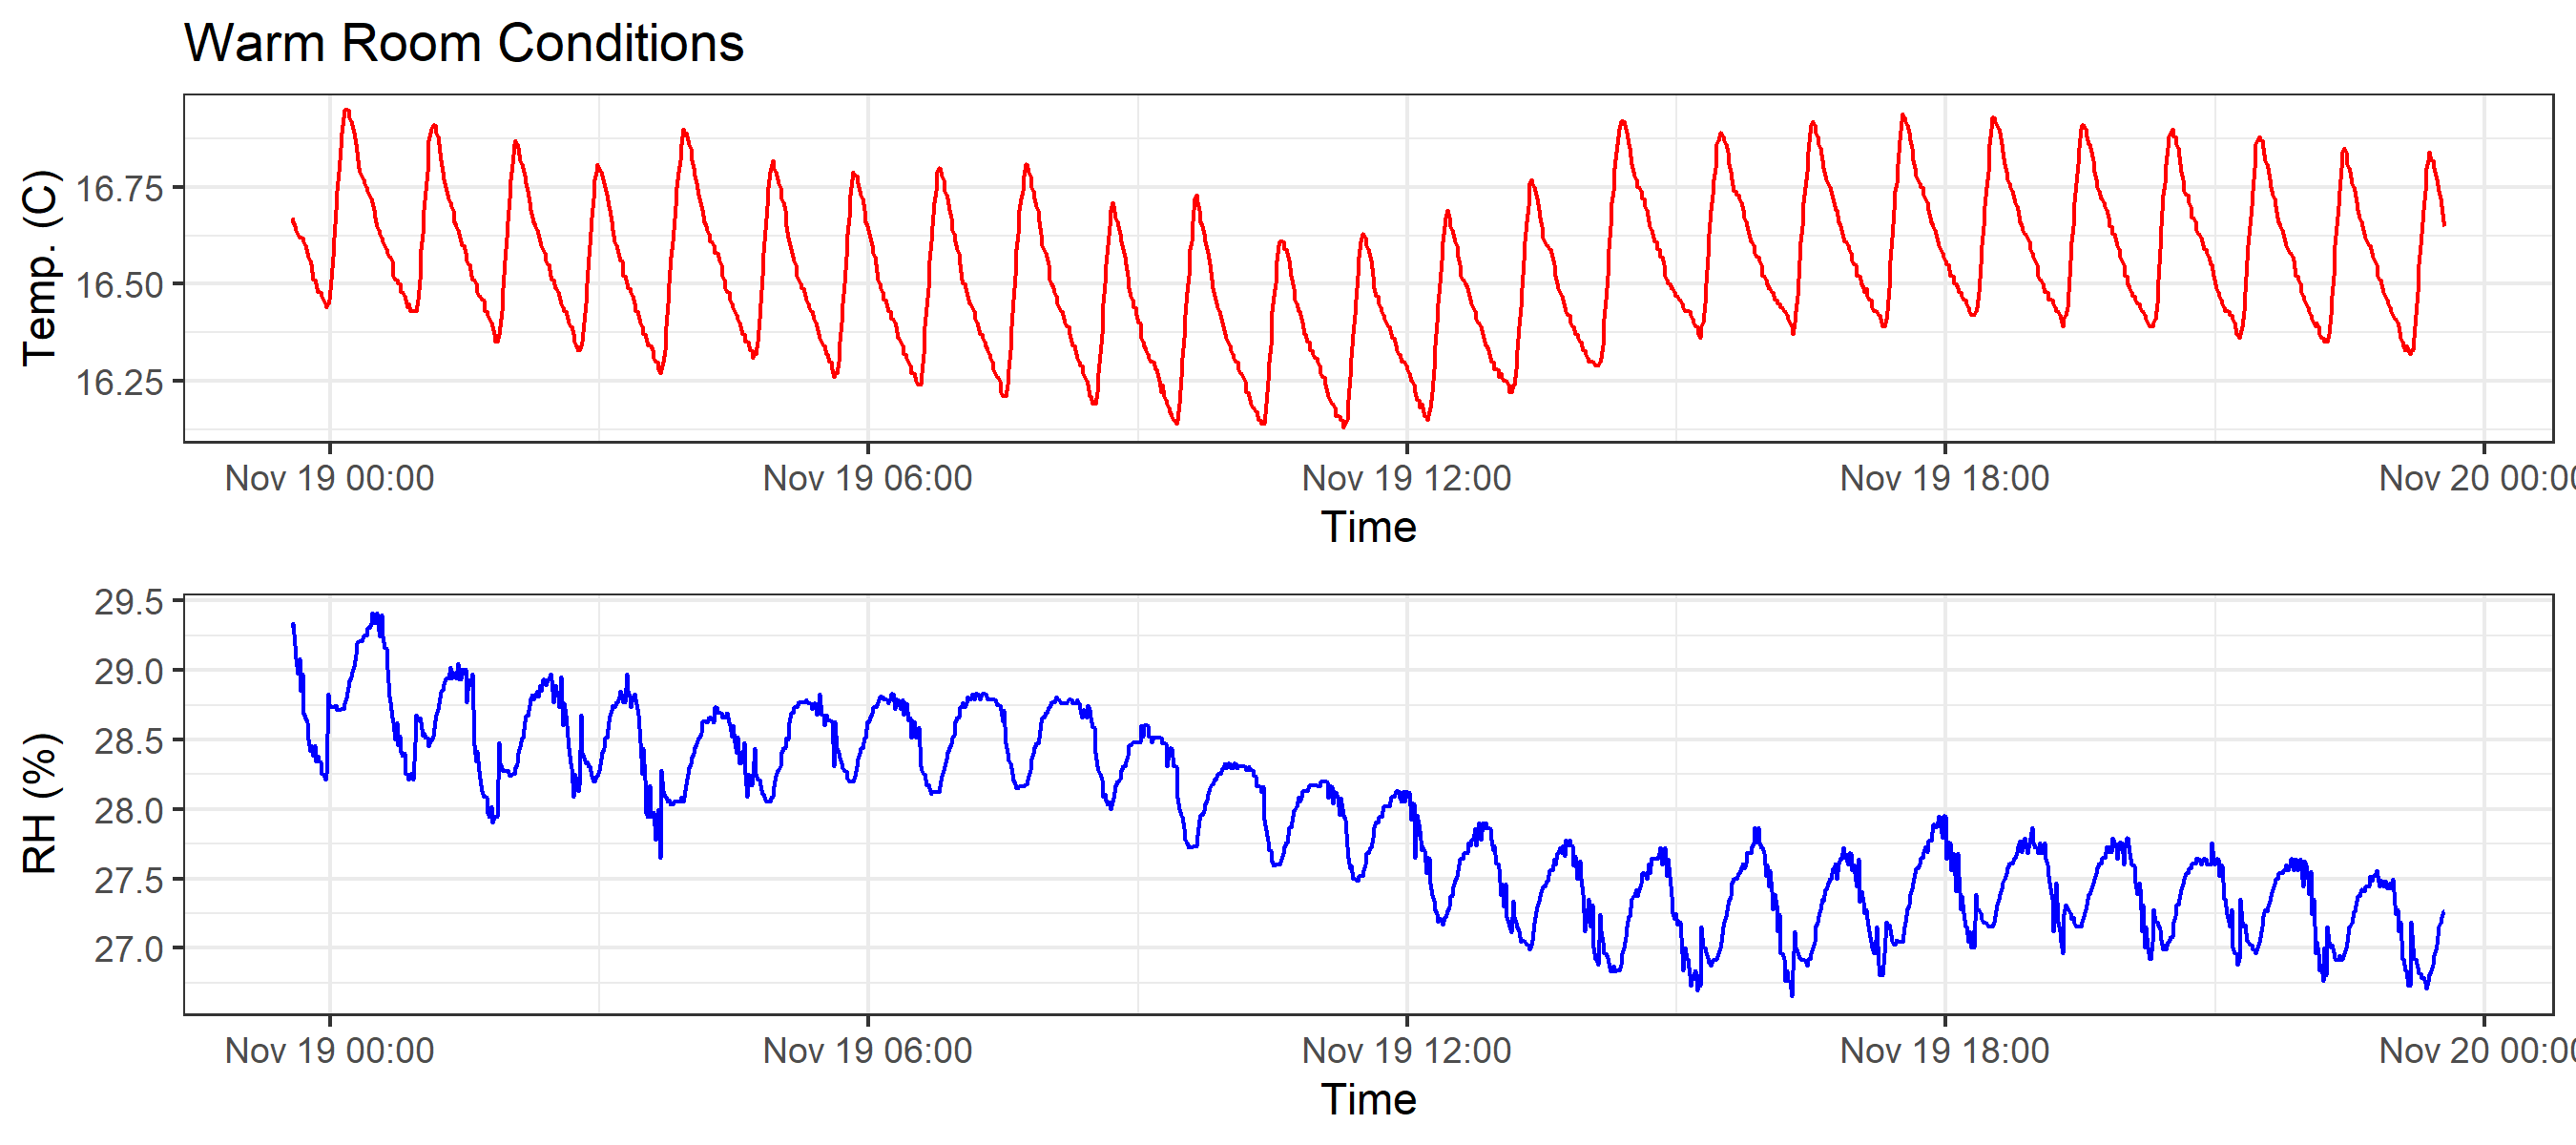 Warm Room Conditions
Temp. (C)
16.75
16.50
16.25
Nov 19 00:00 Nov 19 06:00 Nov 19 12:00 Nov 19 18:00 Nov 20 00:00
Time
RH (%)
29.5
29.0
28.5
28.0
27.5
27.0
Nov 19 00:00 Nov 19 06:00 Nov 19 12:00 Nov 19 18:00 Nov 20 00:00
Time